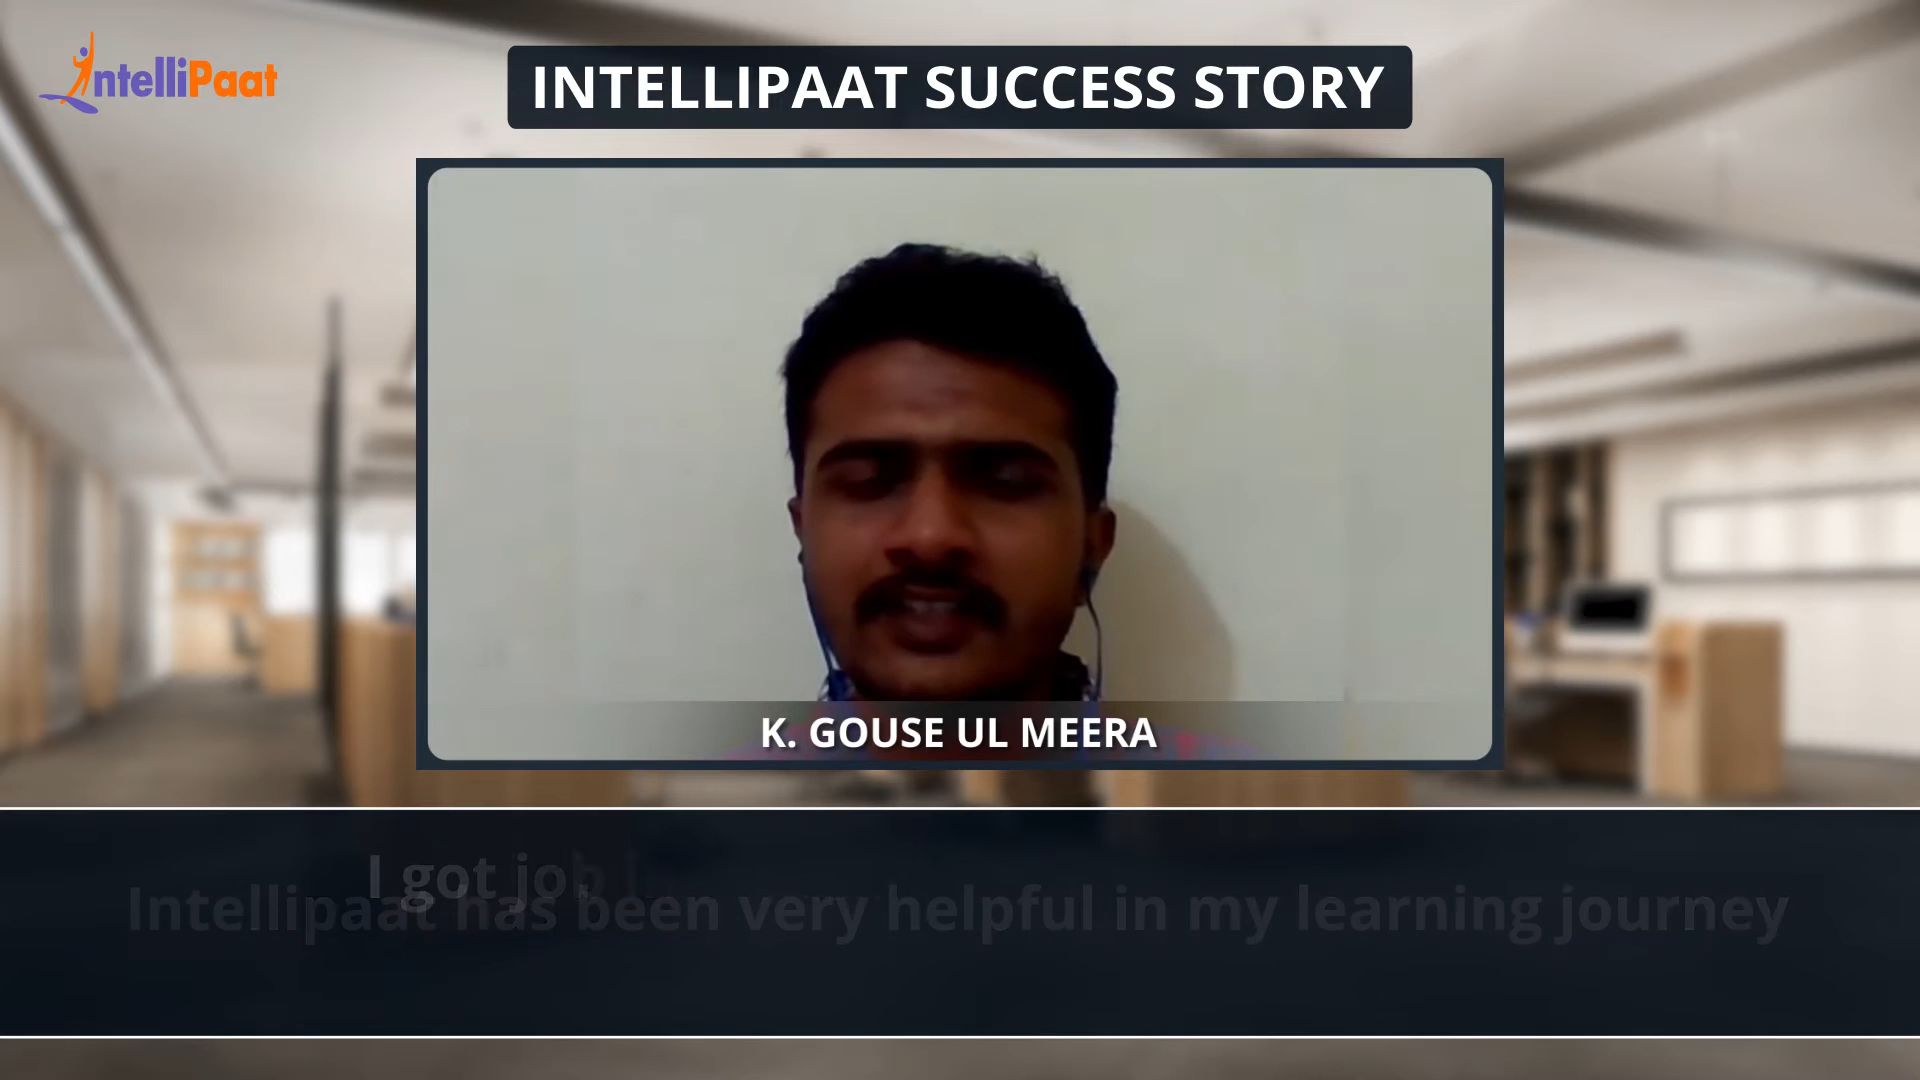 IntelliPaat
INTELLIPAAT SUCCESS STORY
K. GOUSE UL MEERA
I got job
Intellipaat has been very helpful in my learning journey